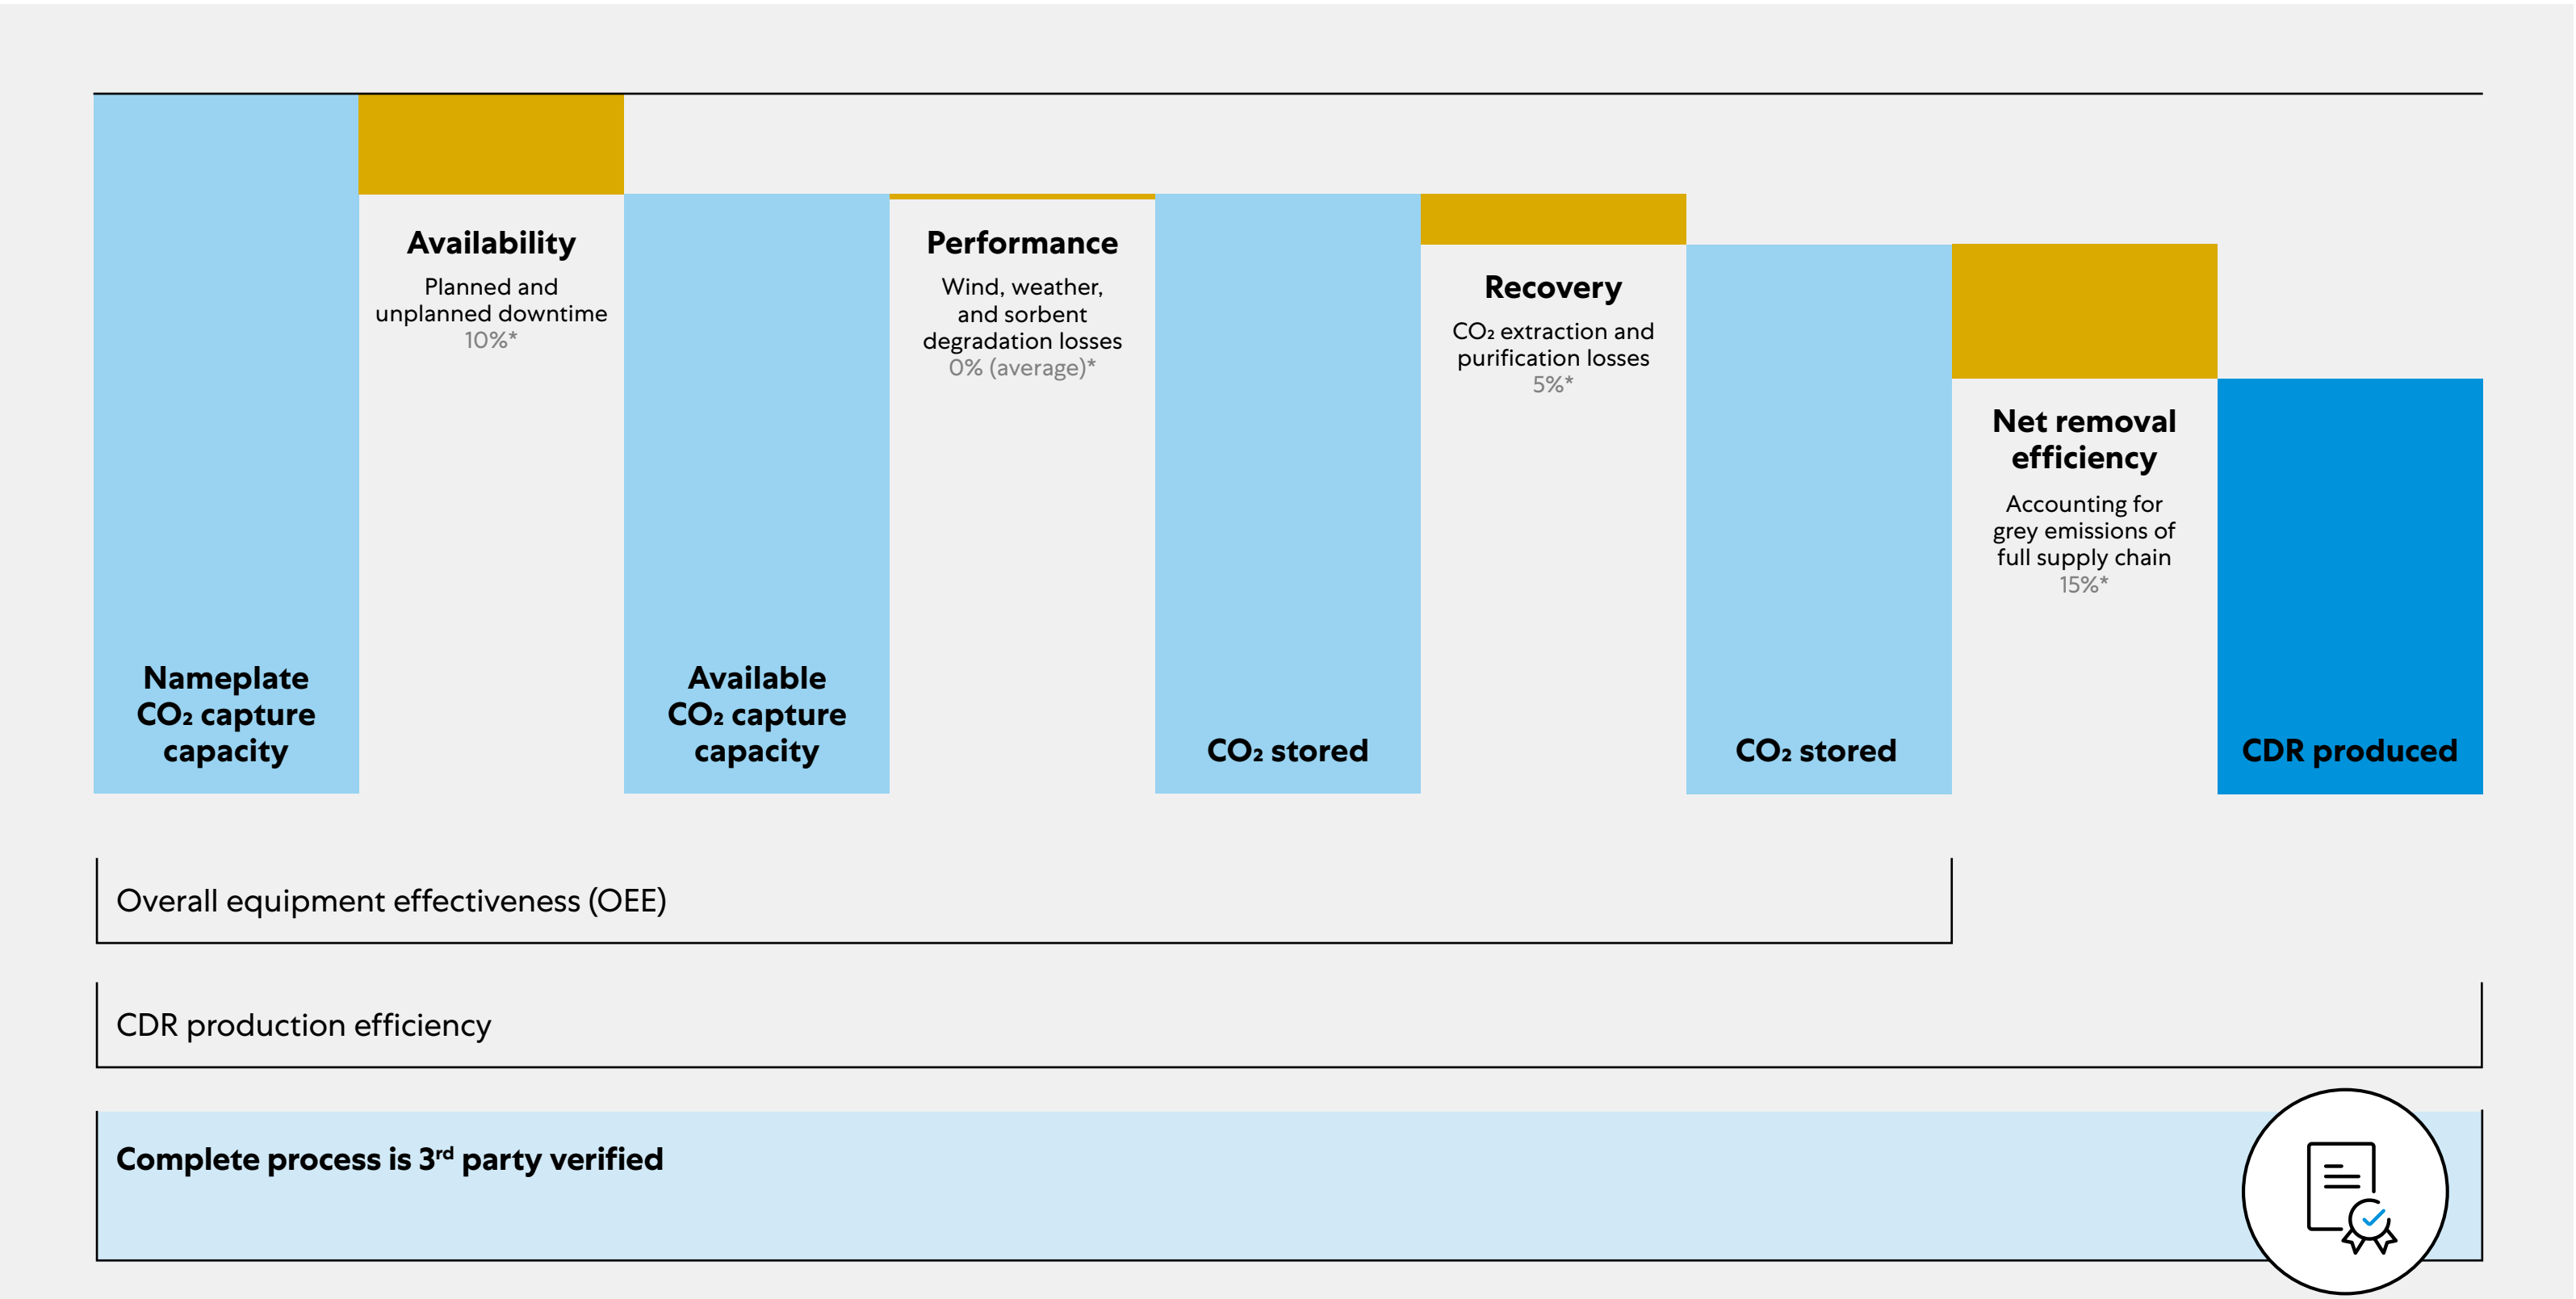 Availability
Planned and
unplanned downtime
10%*
Performance
Wind, weather,
and sorbent
degradation losses
0% (average)*
Recovery
CO₂ extraction and
purification losses
5%*
Net removal
efficiency
Accounting for
grey emissions of
full supply chain
15%*
Nameplate
CO₂ capture
capacity
Available
CO₂ capture
capacity
CO₂ stored
CO₂ stored
CDR produced
Overall equipment effectiveness (OEE)
CDR production efficiency
Complete process is 3rd party verified